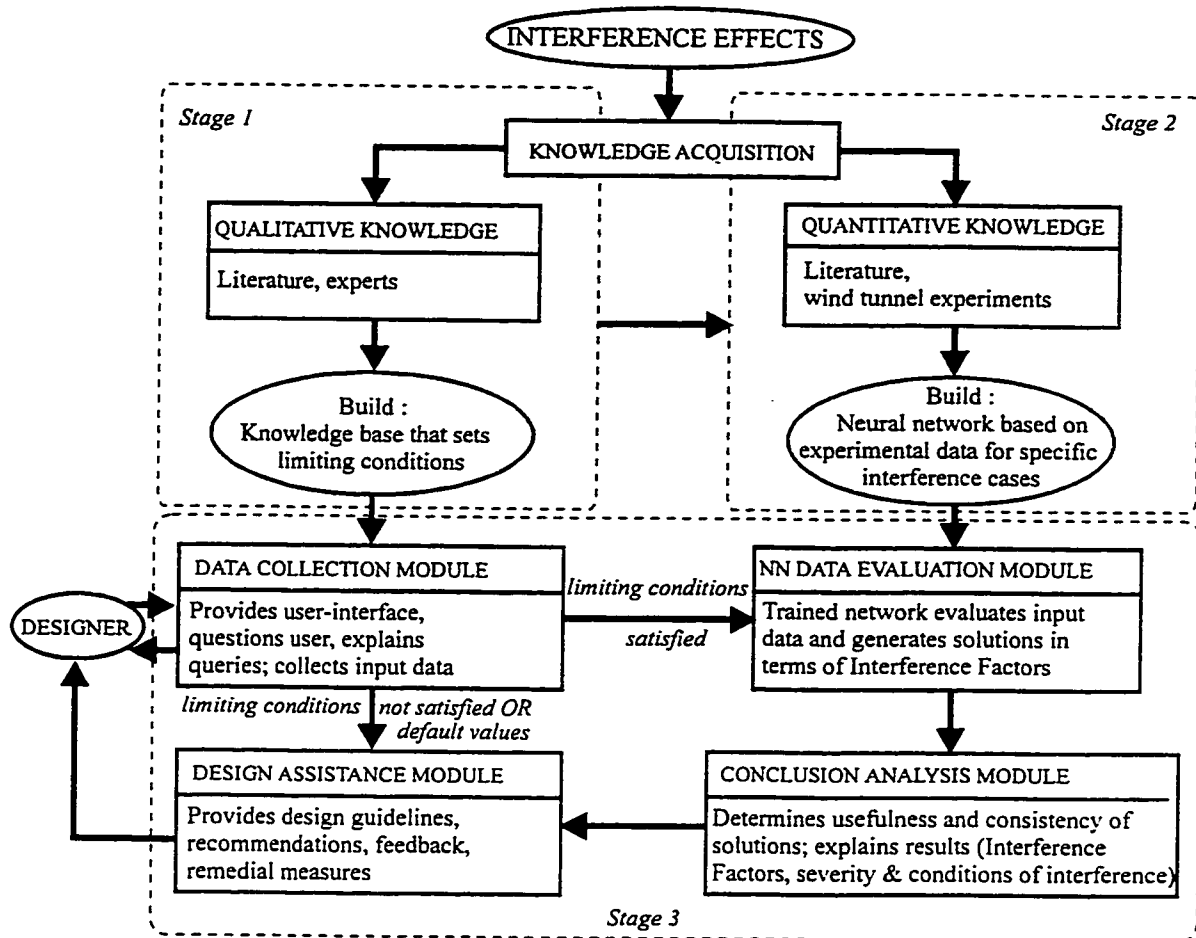 INTERFERENCE EFFECTS
Stage 1
Stage 2
KNOWLEDGE ACQUISITION
QUALITATIVE KNOWLEDGE
Literature, experts
QUANTITATIVE KNOWLEDGE
Literature,
wind tunnel experiments
Build :
Knowledge base that sets
limiting conditions
Build :
Neural network based on
experimental data for specific
interference cases
DESIGNER
DATA COLLECTION MODULE
Provides user-interface,
questions user, explains
queries; collects input data
limiting conditions
satisfied
NN DATA EVALUATION MODULE
Trained network evaluates input
data and generates solutions in
terms of Interference Factors
limiting conditions not satisfied OR
default values
DESIGN ASSISTANCE MODULE
Provides design guidelines,
recommendations, feedback,
remedial measures
CONCLUSION ANALYSIS MODULE
Determines usefulness and consistency of
solutions; explains results (Interference
Factors, severity & conditions of interference)
Stage 3